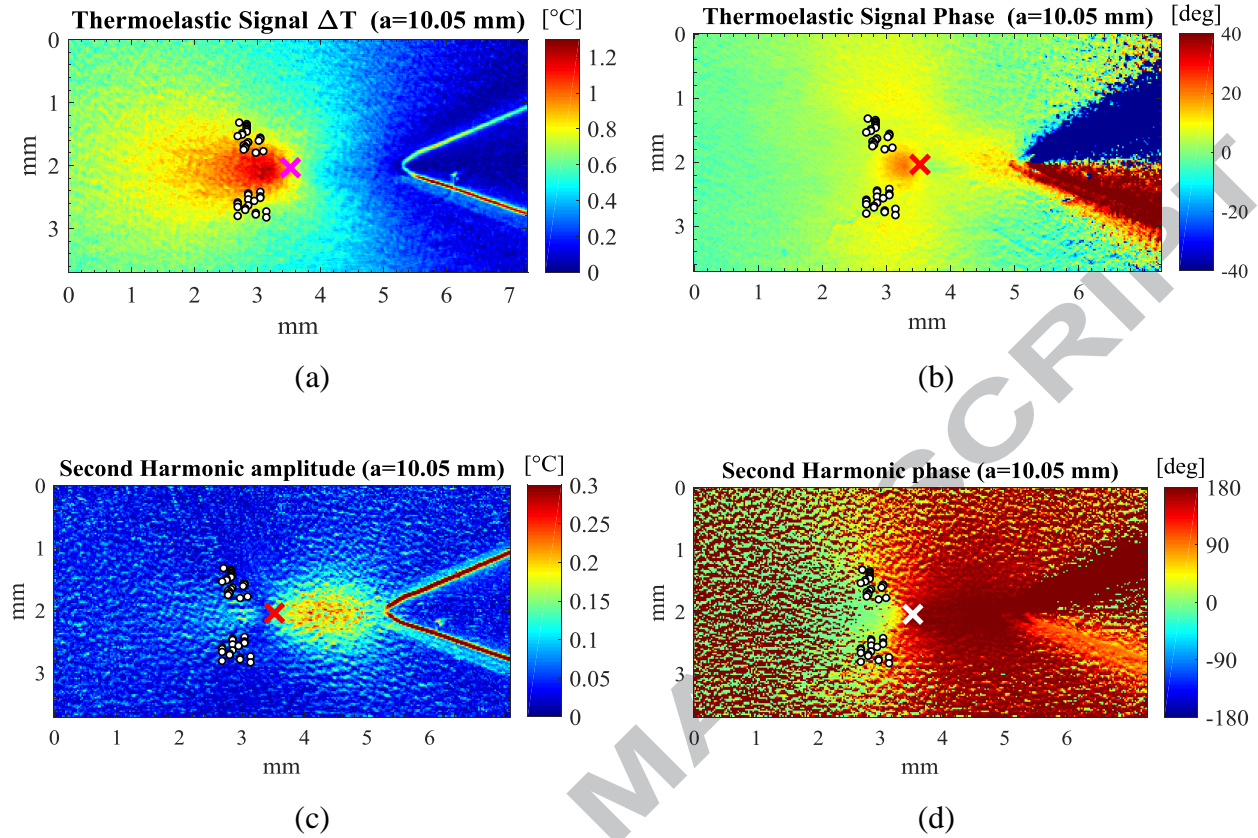 Thermoelastic Signal ΔT (a=10.05 mm) [°C]
0
1
2
3
mm
0 1 2 3 4 5 6 7
mm
1.2
1
0.8
0.6
0.4
0.2
0
(a)
Thermoelastic Signal Phase (a=10.05 mm) [deg]
0
1
2
3
mm
0 1 2 3 4 5 6
mm
40
20
0
-20
-40
(b)
Second Harmonic amplitude (a=10.05 mm) [°C]
0
1
2
3
mm
0 1 2 3 4 5 6
mm
0.3
0.25
0.2
0.15
0.1
0.05
0
(c)
Second Harmonic phase (a=10.05 mm) [deg]
0
1
2
3
mm
0 1 2 3 4 5 6
mm
180
90
0
-90
-180
(d)